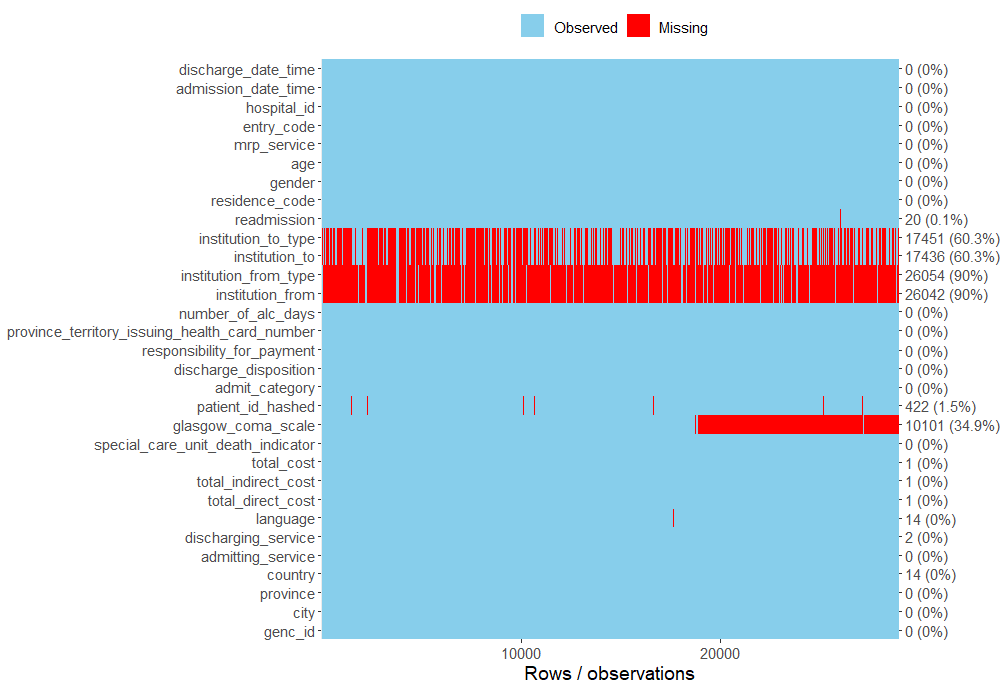 Observed Missing
discharge_date_time 0 (0%)
admission_date_time 0 (0%)
hospital_id 0 (0%)
entry_code 0 (0%)
mrp_service 0 (0%)
age 0 (0%)
gender 0 (0%)
residence_code 0 (0%)
readmission 20 (0.1%)
institution_to_type 17451 (60.3%)
institution_to 17436 (60.3%)
institution_from_type 26054 (90%)
institution_from 26042 (90%)
number_of_alc_days 0 (0%)
province_territory_issuing_health_card_number 0 (0%)
responsibility_for_payment 0 (0%)
discharge_disposition 0 (0%)
admit_category 0 (0%)
patient_id_hashed 422 (1.5%)
glasgow_coma_scale 10101 (34.9%)
special_care_unit_death_indicator 0 (0%)
total_cost 1 (0%)
total_indirect_cost 1 (0%)
total_direct_cost 1 (0%)
language 14 (0%)
discharging_service 2 (0%)
admitting_service 0 (0%)
country 14 (0%)
province 0 (0%)
city 0 (0%)
genc_id 0 (0%)
10000 20000
Rows / observations